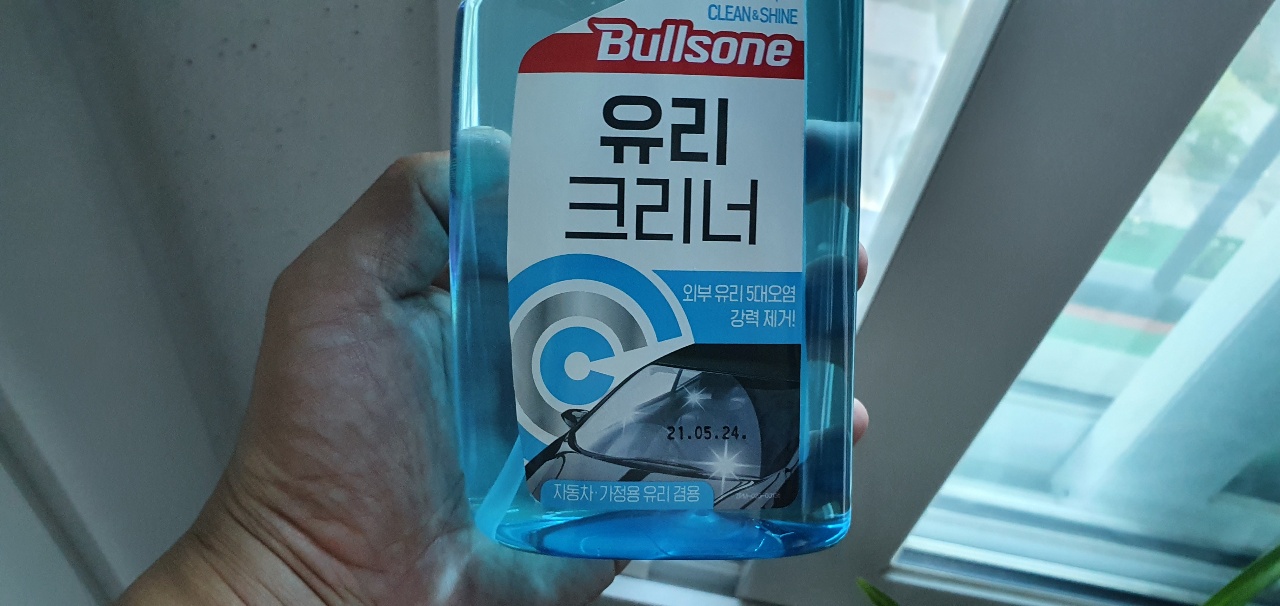 CLEAN&SHINE
Bullsone
유리
크리너
외부 유리 5대오염
강력 제거!
21.05.24.
자동차·가정용 유리 겸용